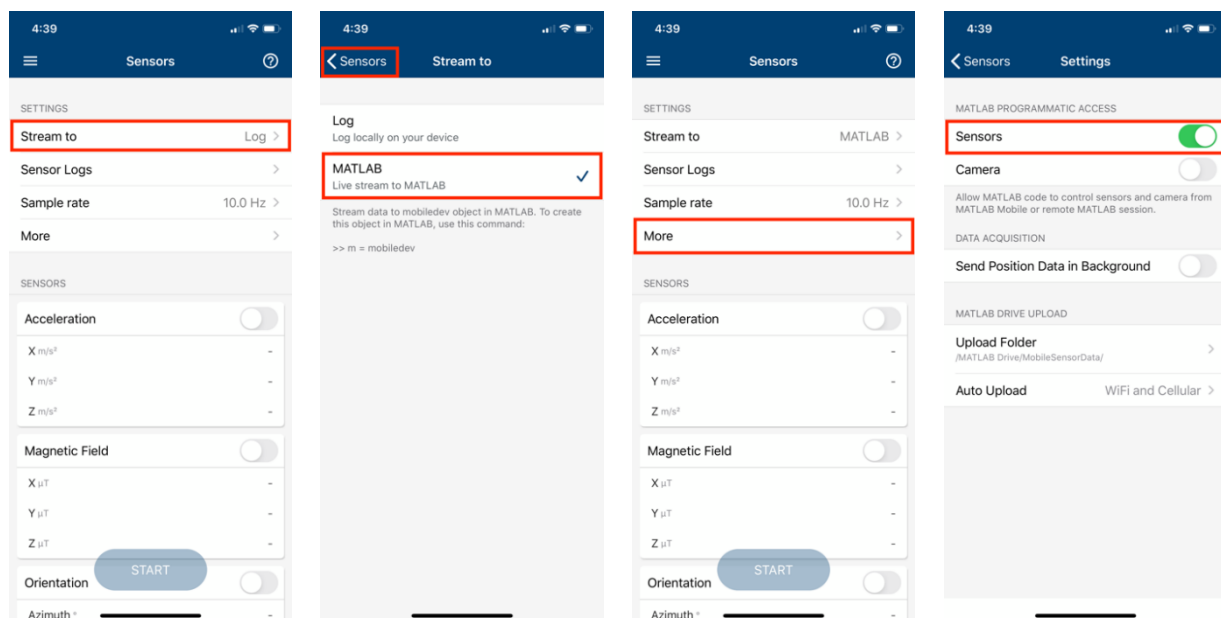 4:39
Sensors
SETTINGS
Stream to Log >
Sensor Logs >
Sample rate 10.0 Hz >
More >
SENSORS
Acceleration
X m/s² -
Y m/s² -
Z m/s² -
Magnetic Field
X μT -
Y μT -
Z μT -
START
Orientation
Azimuth ° -
4:39
Sensors Stream to
Log
Log locally on your device
MATLAB
Live stream to MATLAB
Stream data to mobiledev object in MATLAB. To create
this object in MATLAB, use this command:
>> m = mobiledev
4:39
Sensors
SETTINGS
Stream to MATLAB >
Sensor Logs >
Sample rate 10.0 Hz >
More >
SENSORS
Acceleration
X m/s² -
Y m/s² -
Z m/s² -
Magnetic Field
X μT -
Y μT -
Z μT -
START
Orientation
Azimuth ° -
4:39
Sensors Settings
MATLAB PROGRAMMATIC ACCESS
Sensors
Camera
Allow MATLAB code to control sensors and camera from
MATLAB Mobile or remote MATLAB session.
DATA ACQUISITION
Send Position Data in Background
MATLAB DRIVE UPLOAD
Upload Folder
/MATLAB Drive/MobileSensorData/
Auto Upload WiFi and Cellular >